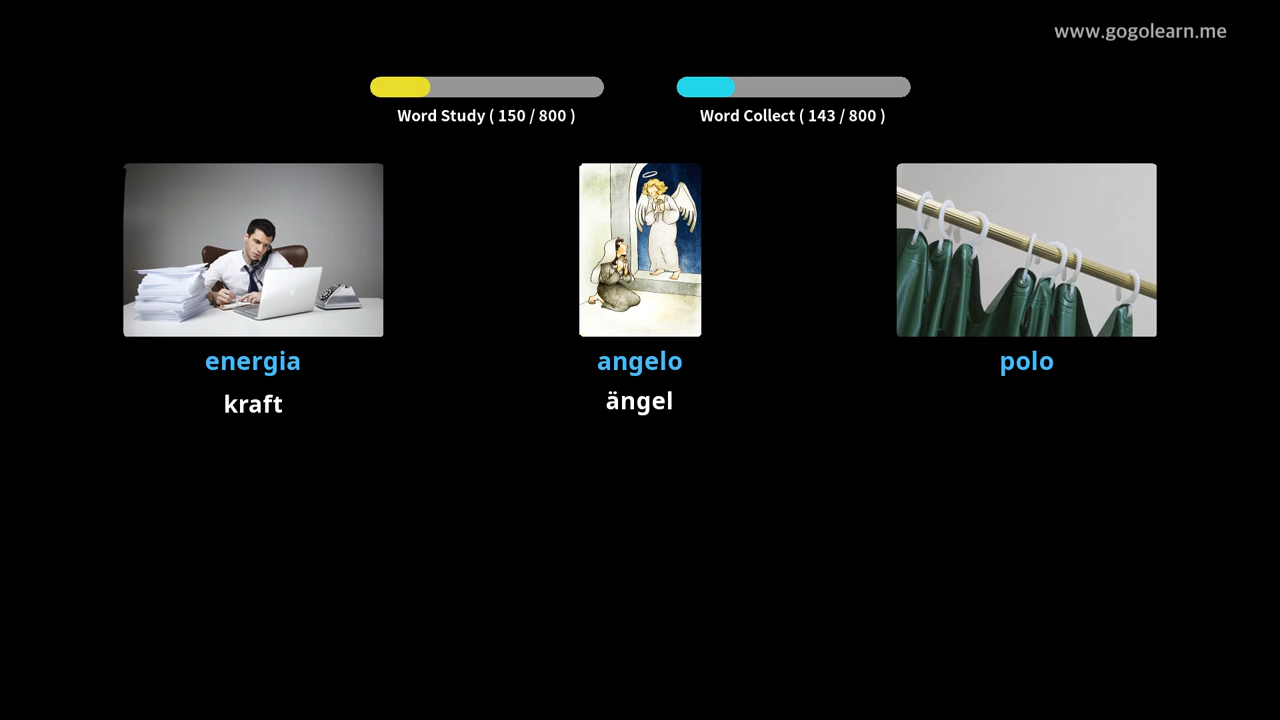 www.gogolearn.me
Word Study ( 150 / 800 )
Word Collect ( 143 / 800 )
energia
angelo
polo
kraft
ängel